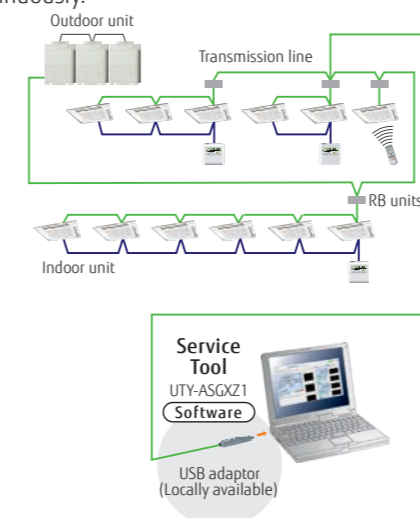 Outdoor unit
Transmission line
RB units
Indoor unit
Service
Tool
UTY-ASGXZ1
Software
USB adaptor
(Locally available)